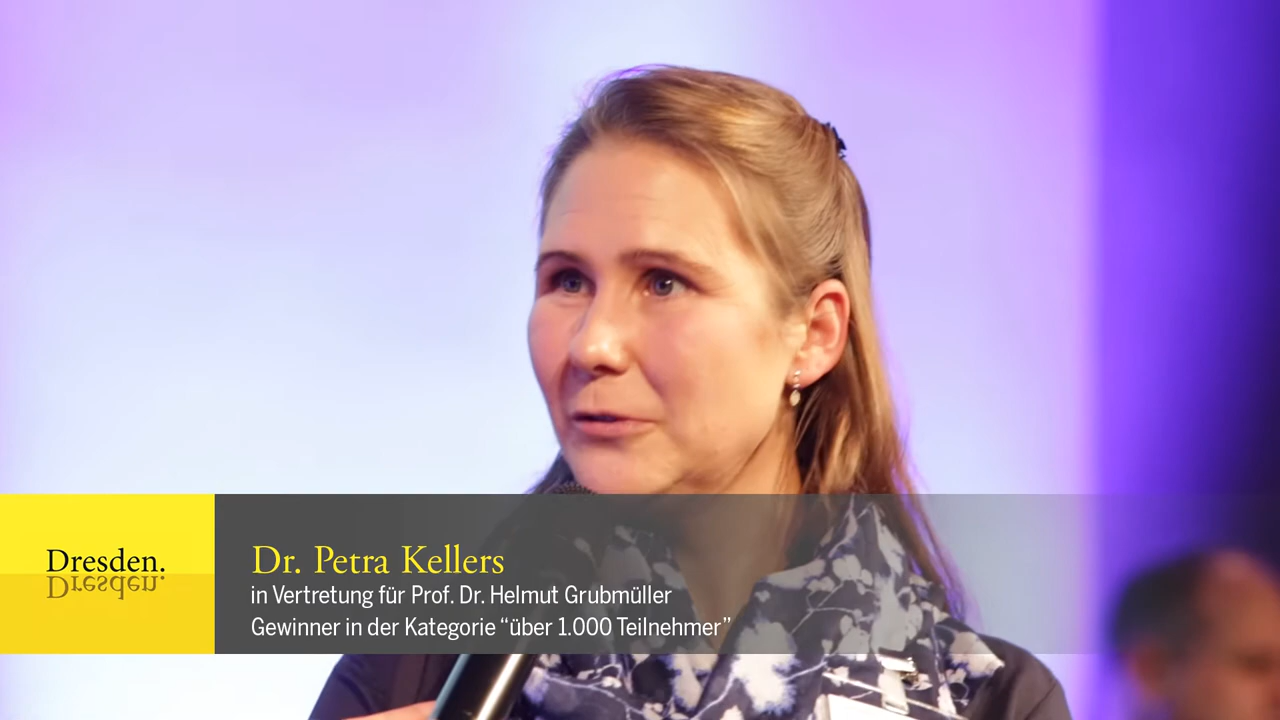 Dresden.
Dr. Petra Kellers
in Vertretung für Prof. Dr. Helmut Grubmüller
Gewinner in der Kategorie “über 1.000 Teilnehmer”